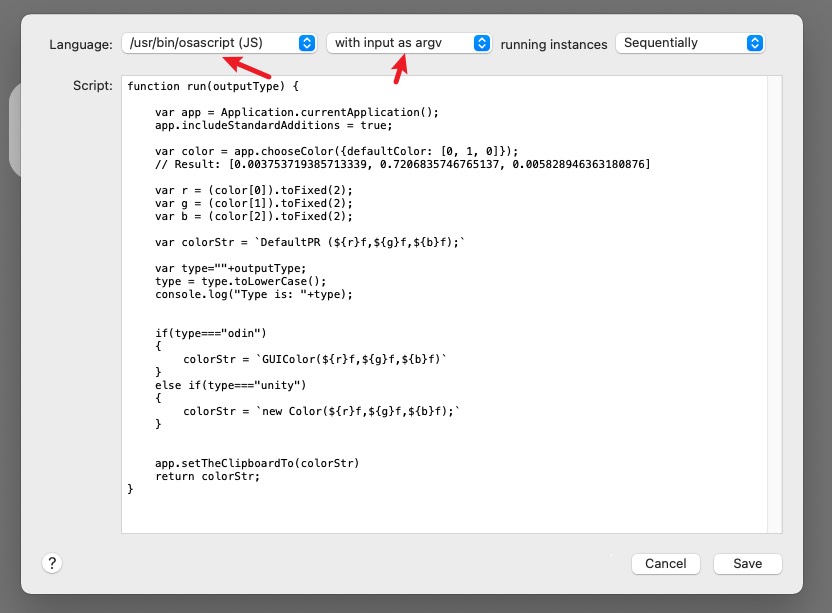 Language: /usr/bin/osascript (JS) with input as argv running instances Sequentially
Script:
function run(outputType) {
var app = Application.currentApplication();
app.includeStandardAdditions = true;
var color = app.chooseColor({defaultColor: [0, 1, 0]});
// Result: [0.003753719385713339, 0.7206835746765137, 0.005828946363180876]
var r = (color[0]).toFixed(2);
var g = (color[1]).toFixed(2);
var b = (color[2]).toFixed(2);
var colorStr = `DefaultPR (${r}f,${g}f,${b}f);`
var type=""+outputType;
type = type.toLowerCase();
console.log("Type is: "+type);
if(type==="odin")
{
colorStr = `GUIColor(${r}f,${g}f,${b}f)`
}
else if(type==="unity")
{
colorStr = `new Color(${r}f,${g}f,${b}f);`
}
app.setTheClipboardTo(colorStr)
return colorStr;
}
? Cancel Save